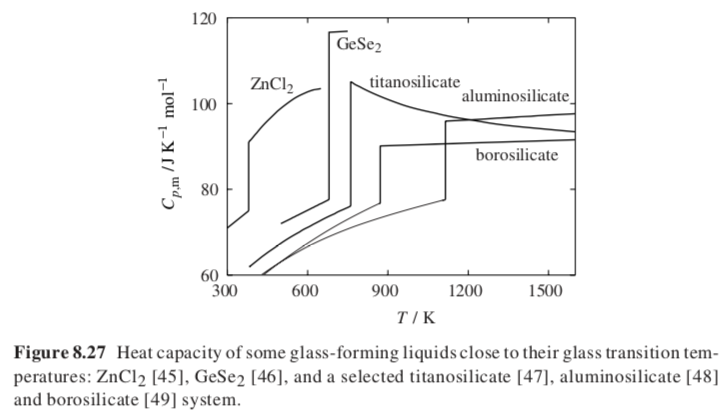 120
GeSe2
ZnCl2
titanosilicate
100
aluminosilicate
borosilicate
80
60
300
600
900
1200
1500
Cp,m /J K−1 mol−1
T / K
Figure 8.27 Heat capacity of some glass-forming liquids close to their glass transition tem-
peratures: ZnCl2 [45], GeSe2 [46], and a selected titanosilicate [47], aluminosilicate [48]
and borosilicate [49] system.